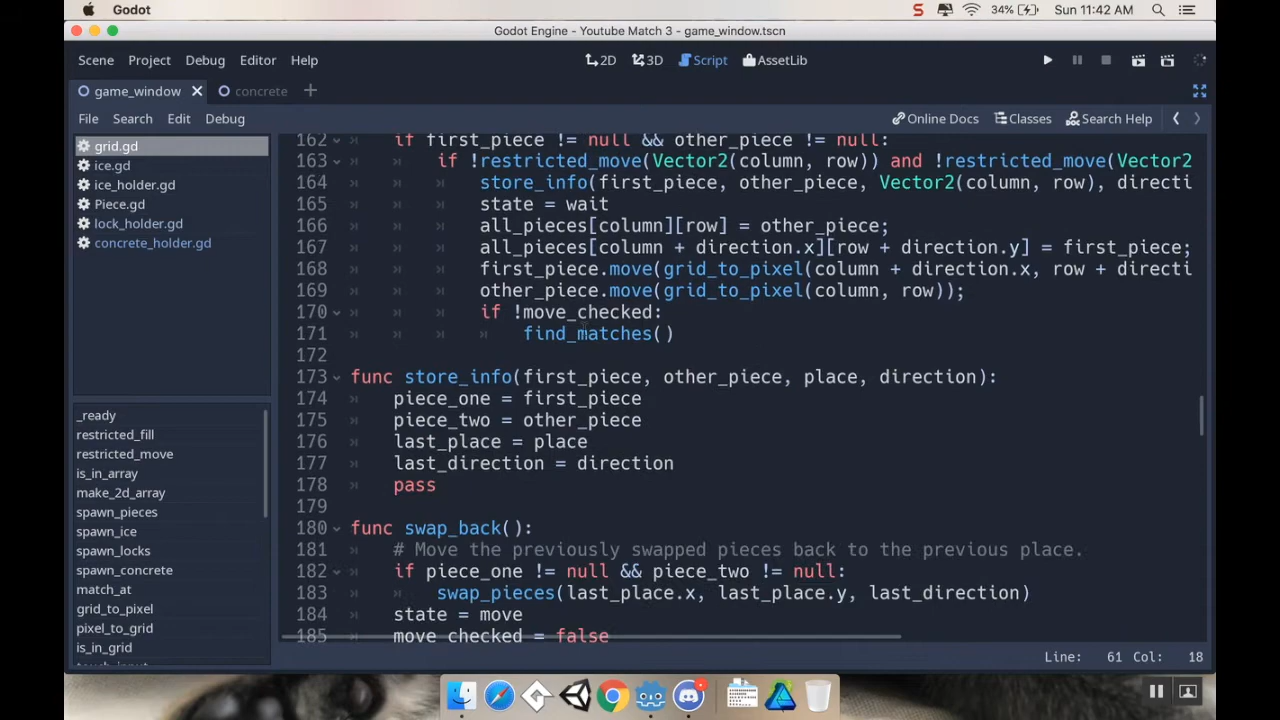 Godot
34%
Sun 11:42 AM
Godot Engine - Youtube Match 3 - game_window.tscn
Scene Project Debug Editor Help
2D 3D Script AssetLib
game_window
concrete
File Search Edit Debug
Online Docs Classes Search Help
grid.gd
ice.gd
ice_holder.gd
Piece.gd
lock_holder.gd
concrete_holder.gd
_ready
restricted_fill
restricted_move
is_in_array
make_2d_array
spawn_pieces
spawn_ice
spawn_locks
spawn_concrete
match_at
grid_to_pixel
pixel_to_grid
is_in_grid
touch_input
162 if first_piece != null && other_piece != null:
163 if !restricted_move(Vector2(column, row)) and !restricted_move(Vector2
164 store_info(first_piece, other_piece, Vector2(column, row), directi
165 state = wait
166 all_pieces[column][row] = other_piece;
167 all_pieces[column + direction.x][row + direction.y] = first_piece;
168 first_piece.move(grid_to_pixel(column + direction.x, row + directi
169 other_piece.move(grid_to_pixel(column, row));
170 if !move_checked:
171 find_matches()
172
173 func store_info(first_piece, other_piece, place, direction):
174 piece_one = first_piece
175 piece_two = other_piece
176 last_place = place
177 last_direction = direction
178 pass
179
180 func swap_back():
181 # Move the previously swapped pieces back to the previous place.
182 if piece_one != null && piece_two != null:
183 swap_pieces(last_place.x, last_place.y, last_direction)
184 state = move
185 move_checked = false
Line: 61 Col: 18